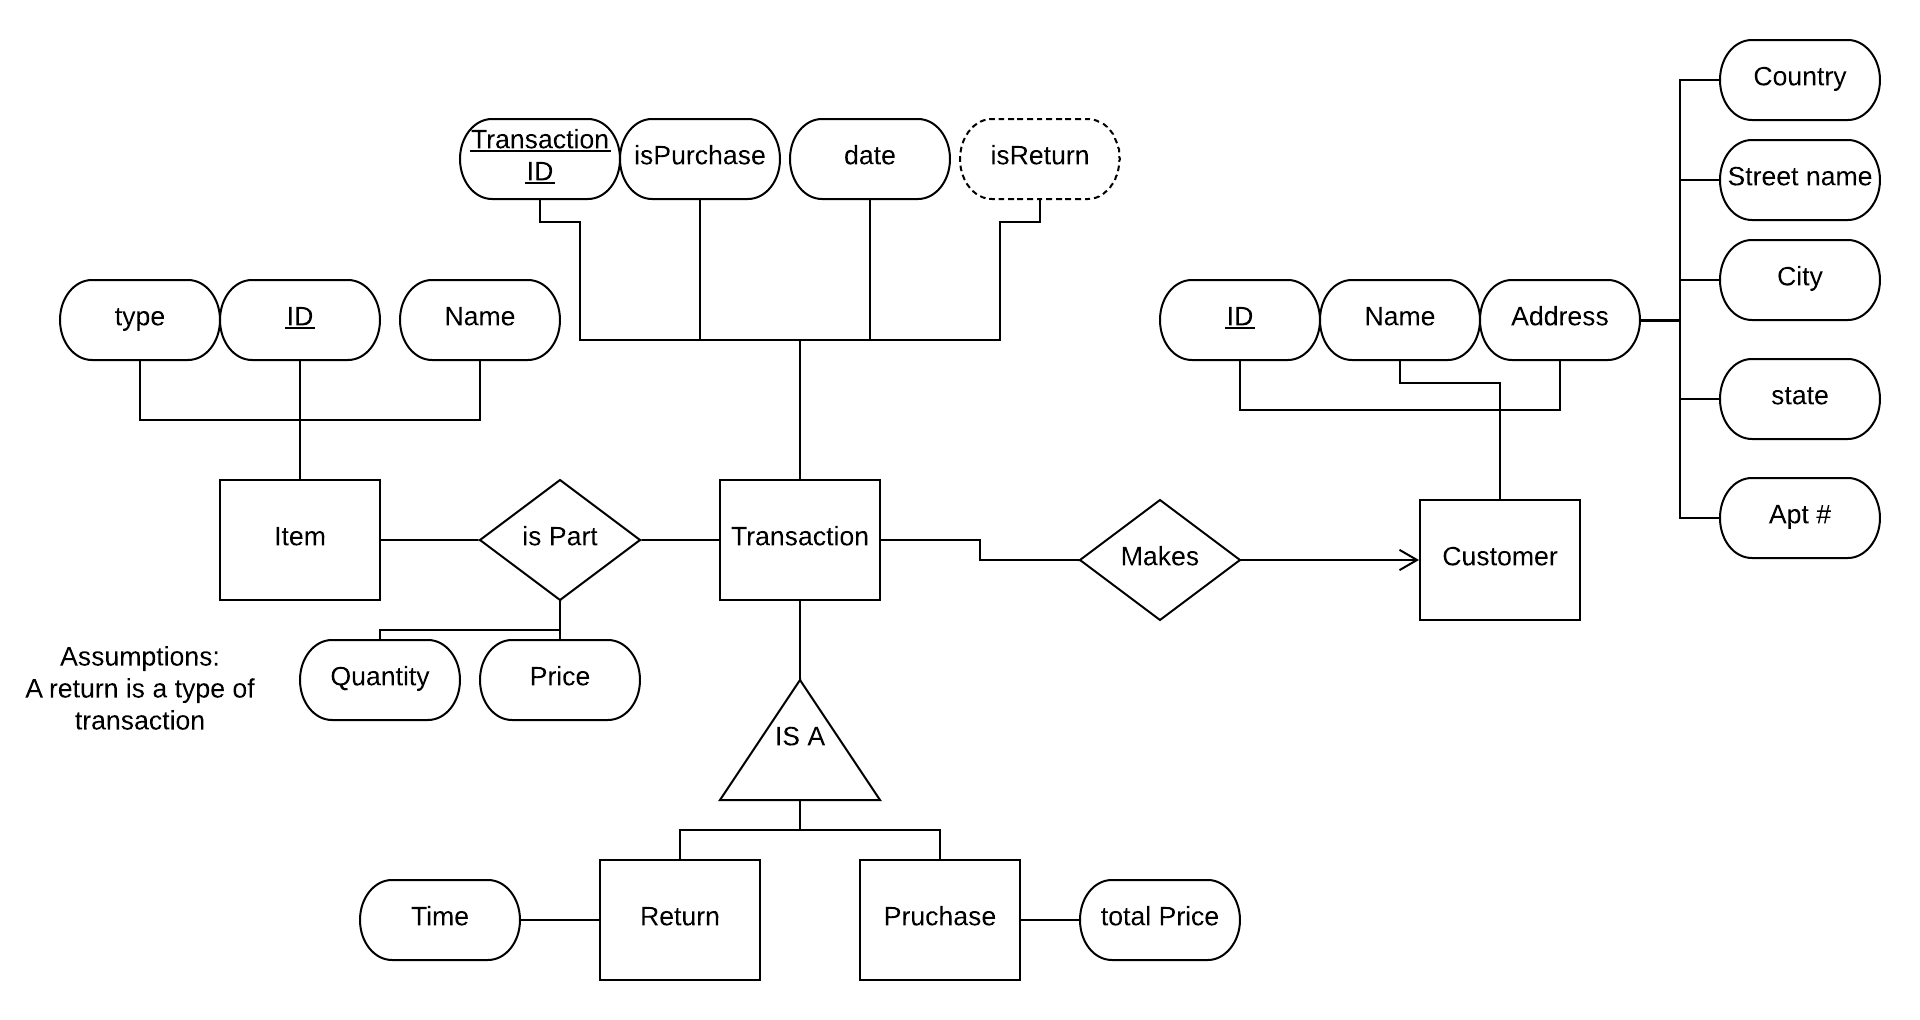 Country
Transaction
ID
isPurchase
date
isReturn
Street name
type
ID
Name
ID
Name
Address
City
state
Item
is Part
Transaction
Makes
Customer
Apt #
Assumptions:
A return is a type of
transaction
Quantity
Price
IS A
Time
Return
Pruchase
total Price